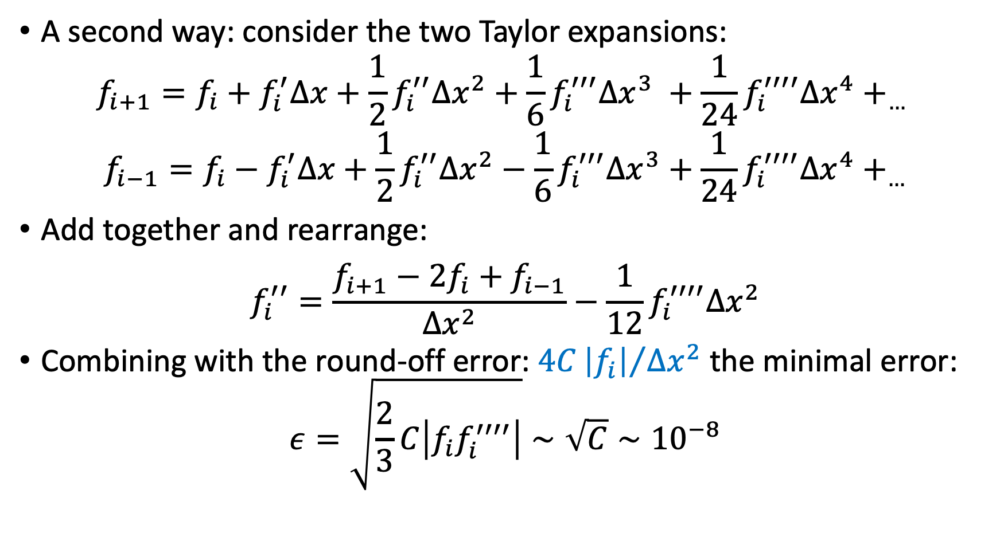 • A second way: consider the two Taylor expansions:
$f_{i+1} = f_i + f_i' \Delta x + \frac{1}{2} f_i'' \Delta x^2 + \frac{1}{6} f_i''' \Delta x^3 + \frac{1}{24} f_i'''' \Delta x^4 + ...$
$f_{i-1} = f_i - f_i' \Delta x + \frac{1}{2} f_i'' \Delta x^2 - \frac{1}{6} f_i''' \Delta x^3 + \frac{1}{24} f_i'''' \Delta x^4 + ...$
• Add together and rearrange:
$f_i'' = \frac{f_{i+1} - 2f_i + f_{i-1}}{\Delta x^2} - \frac{1}{12} f_i'''' \Delta x^2$
• Combining with the round-off error: $4C |f_i|/\Delta x^2$ the minimal error:
$\epsilon = \sqrt{\frac{2}{3} C |f_i f_i''''|} \sim \sqrt{C} \sim 10^{-8}$